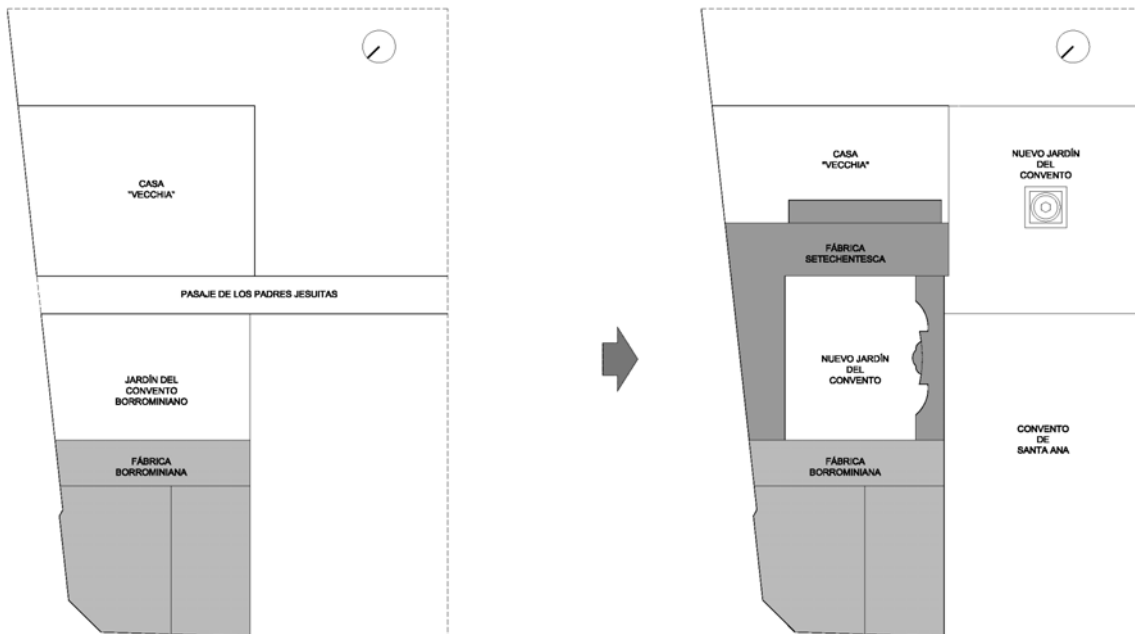 CASA
"VECCHIA"
PASAJE DE LOS PADRES JESUITAS
JARDÍN DEL
CONVENTO
BORROMINIANO
FÁBRICA
BORROMINIANA
CASA
"VECCHIA"
NUEVO JARDÍN
DEL
CONVENTO
FÁBRICA
SETECHENTESCA
NUEVO JARDÍN
DEL
CONVENTO
CONVENTO
DE
SANTA ANA
FÁBRICA
BORROMINIANA